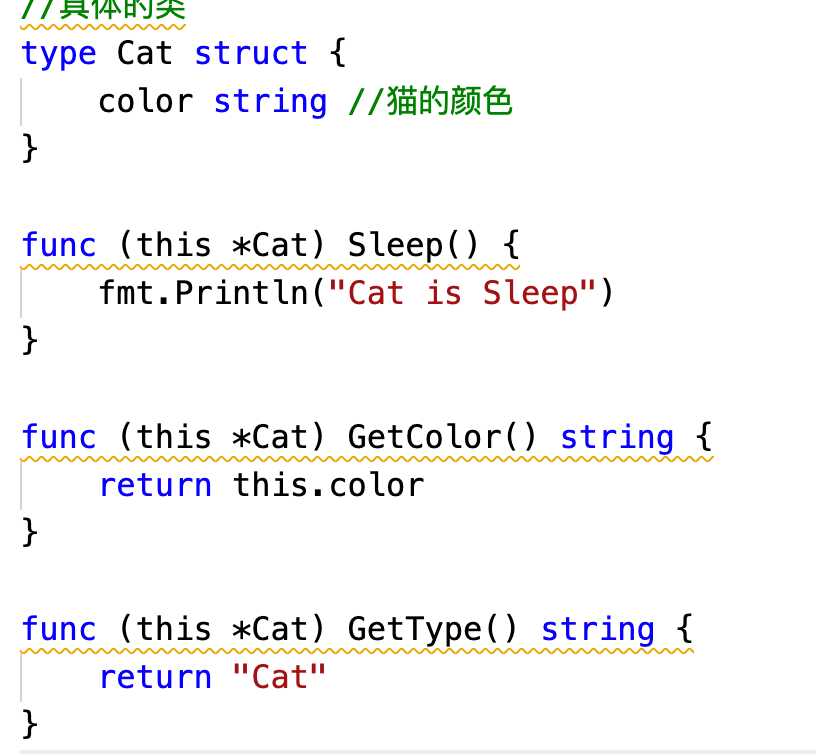 //具体的类
type Cat struct {
    color string //猫的颜色
}
func (this *Cat) Sleep() {
    fmt.Println("Cat is Sleep")
}
func (this *Cat) GetColor() string {
    return this.color
}
func (this *Cat) GetType() string {
    return "Cat"
}